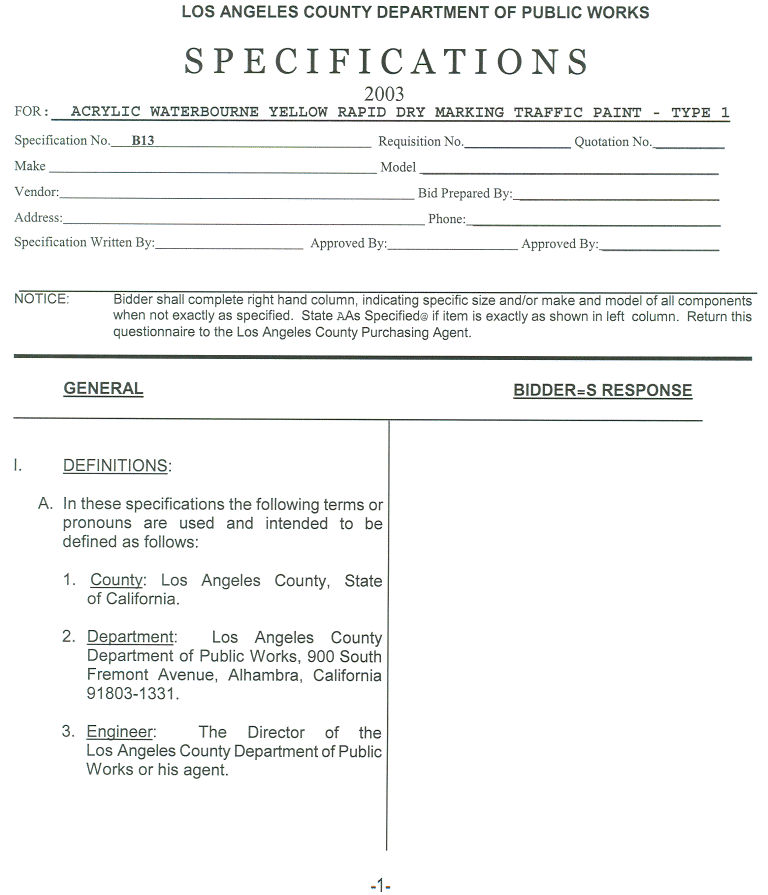 LOS ANGELES COUNTY DEPARTMENT OF PUBLIC WORKS
SPECIFICATIONS
2003
FOR: ACRYLIC WATERBOURNE YELLOW RAPID DRY MARKING TRAFFIC PAINT - TYPE 1
Specification No. B13 Requisition No. Quotation No.
Make Model
Vendor: Bid Prepared By:
Address: Phone:
Specification Written By: Approved By: Approved By:
NOTICE: Bidder shall complete right hand column, indicating specific size and/or make and model of all components
when not exactly as specified. State AAs Specified@ if item is exactly as shown in left column. Return this
questionnaire to the Los Angeles County Purchasing Agent.
GENERAL BIDDER=S RESPONSE
I. DEFINITIONS:
A. In these specifications the following terms or
pronouns are used and intended to be
defined as follows:
1. County: Los Angeles County, State
of California.
2. Department: Los Angeles County
Department of Public Works, 900 South
Fremont Avenue, Alhambra, California
91803-1331.
3. Engineer: The Director of the
Los Angeles County Department of Public
Works or his agent.
-1-